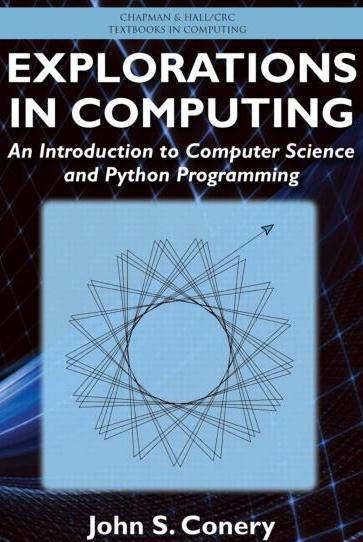 CHAPMAN & HALL/CRC
TEXTBOOKS IN COMPUTING
EXPLORATIONS
IN COMPUTING
An Introduction to Computer Science
and Python Programming
John S. Conery